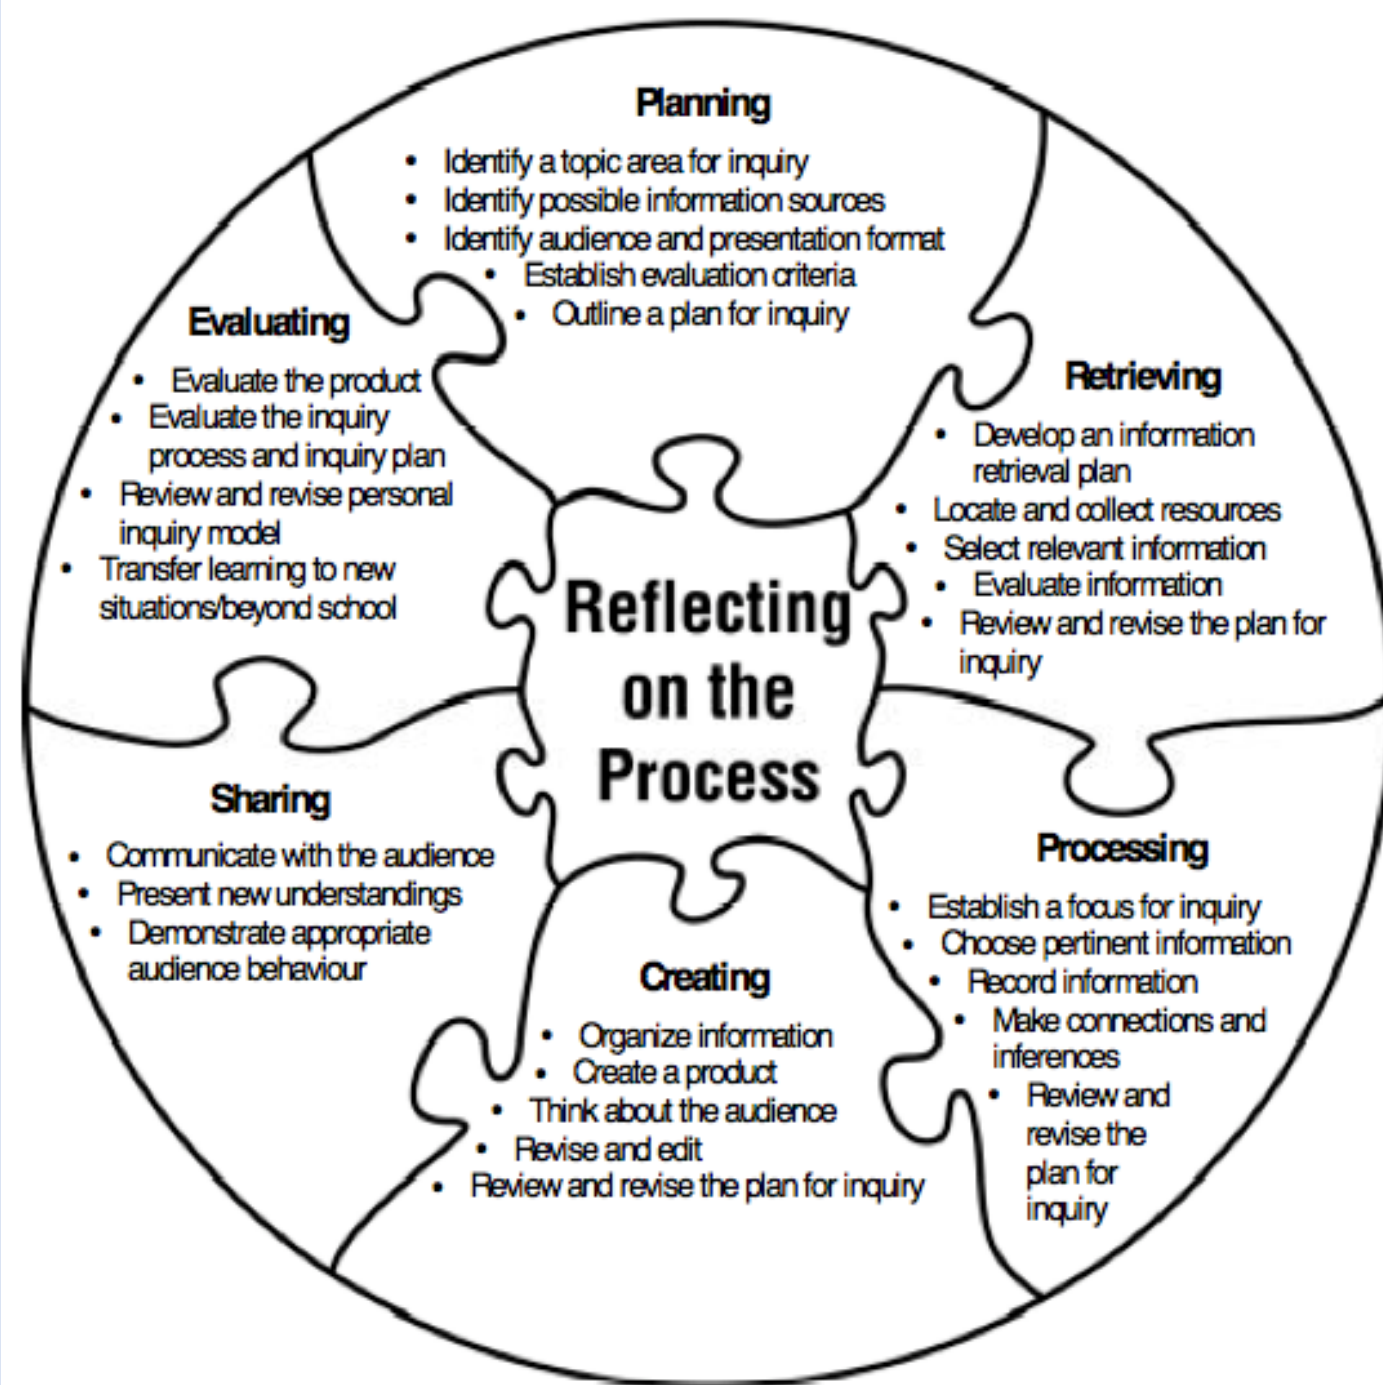 Planning
• Identify a topic area for inquiry
• Identify possible information sources
• Identify audience and presentation format
• Establish evaluation criteria
• Outline a plan for inquiry
Retrieving
• Develop an information
retrieval plan
• Locate and collect resources
• Select relevant information
• Evaluate information
• Review and revise the plan for
inquiry
Processing
• Establish a focus for inquiry
• Choose pertinent information
• Record information
• Make connections and
inferences
• Review and
revise the
plan for
inquiry
Creating
• Organize information
• Create a product
• Think about the audience
• Revise and edit
• Review and revise the plan for inquiry
Sharing
• Communicate with the audience
• Present new understandings
• Demonstrate appropriate
audience behaviour
Evaluating
• Evaluate the product
• Evaluate the inquiry
process and inquiry plan
• Review and revise personal
inquiry model
• Transfer learning to new
situations/beyond school
Reflecting
on the
Process